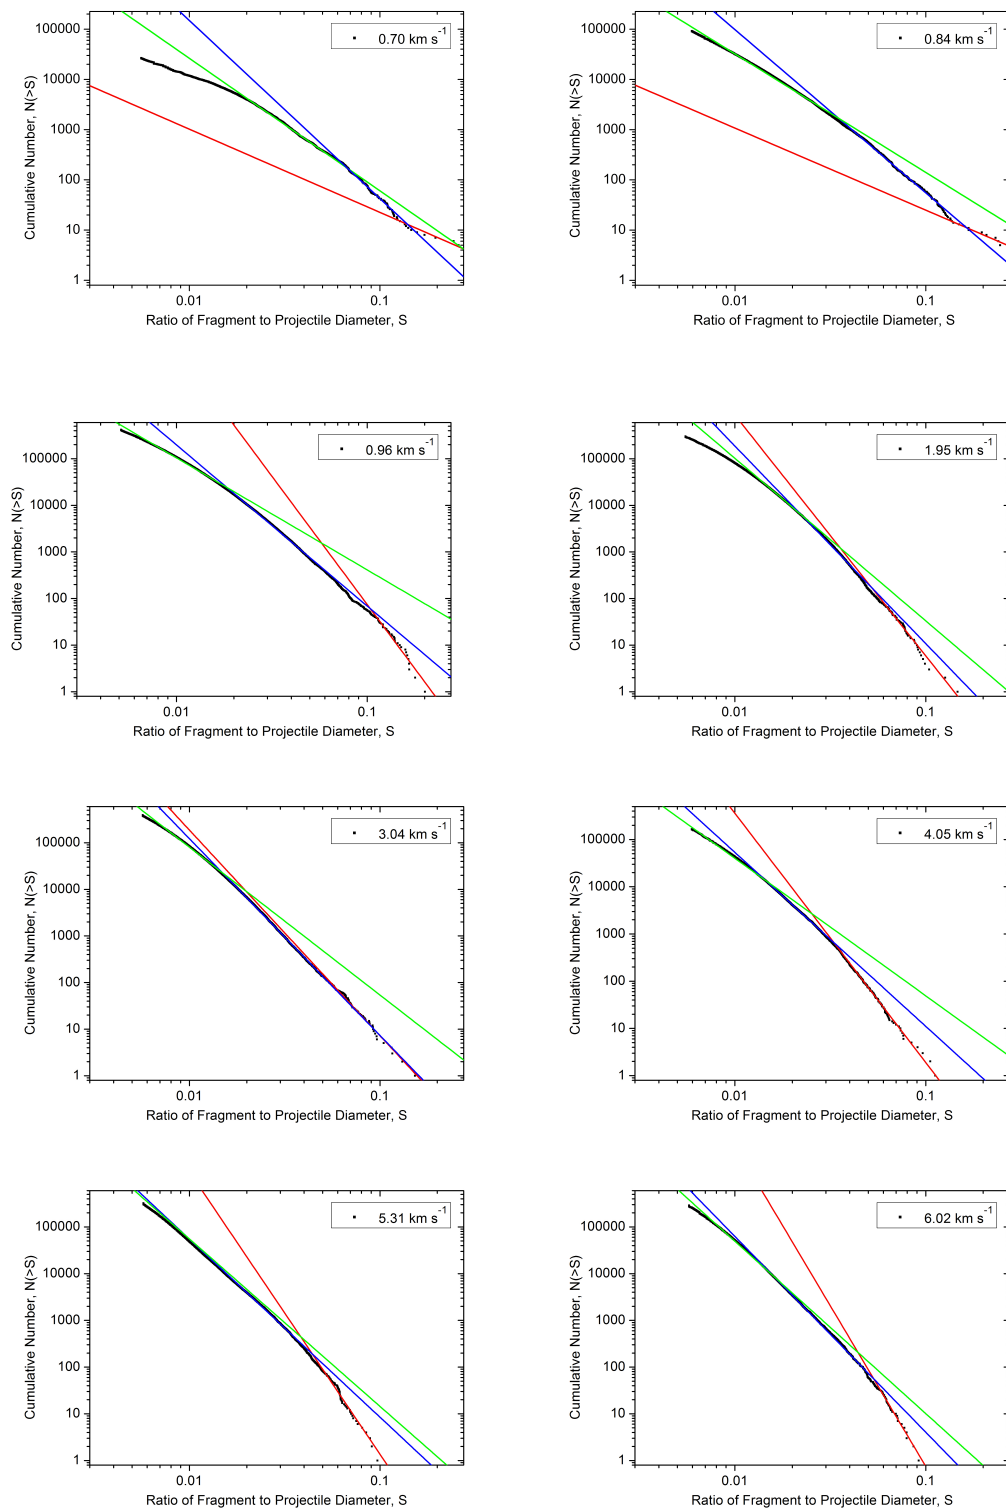 0.70 km s⁻¹
100000
10000
1000
100
10
1
Cumulative Number, N(>S)
0.01 0.1
Ratio of Fragment to Projectile Diameter, S
0.84 km s⁻¹
100000
10000
1000
100
10
1
Cumulative Number, N(>S)
0.01 0.1
Ratio of Fragment to Projectile Diameter, S
0.96 km s⁻¹
100000
10000
1000
100
10
1
Cumulative Number, N(>S)
0.01 0.1
Ratio of Fragment to Projectile Diameter, S
1.95 km s⁻¹
100000
10000
1000
100
10
1
Cumulative Number, N(>S)
0.01 0.1
Ratio of Fragment to Projectile Diameter, S
3.04 km s⁻¹
100000
10000
1000
100
10
1
Cumulative Number, N(>S)
0.01 0.1
Ratio of Fragment to Projectile Diameter, S
4.05 km s⁻¹
100000
10000
1000
100
10
1
Cumulative Number, N(>S)
0.01 0.1
Ratio of Fragment to Projectile Diameter, S
5.31 km s⁻¹
100000
10000
1000
100
10
1
Cumulative Number, N(>S)
0.01 0.1
Ratio of Fragment to Projectile Diameter, S
6.02 km s⁻¹
100000
10000
1000
100
10
1
Cumulative Number, N(>S)
0.01 0.1
Ratio of Fragment to Projectile Diameter, S